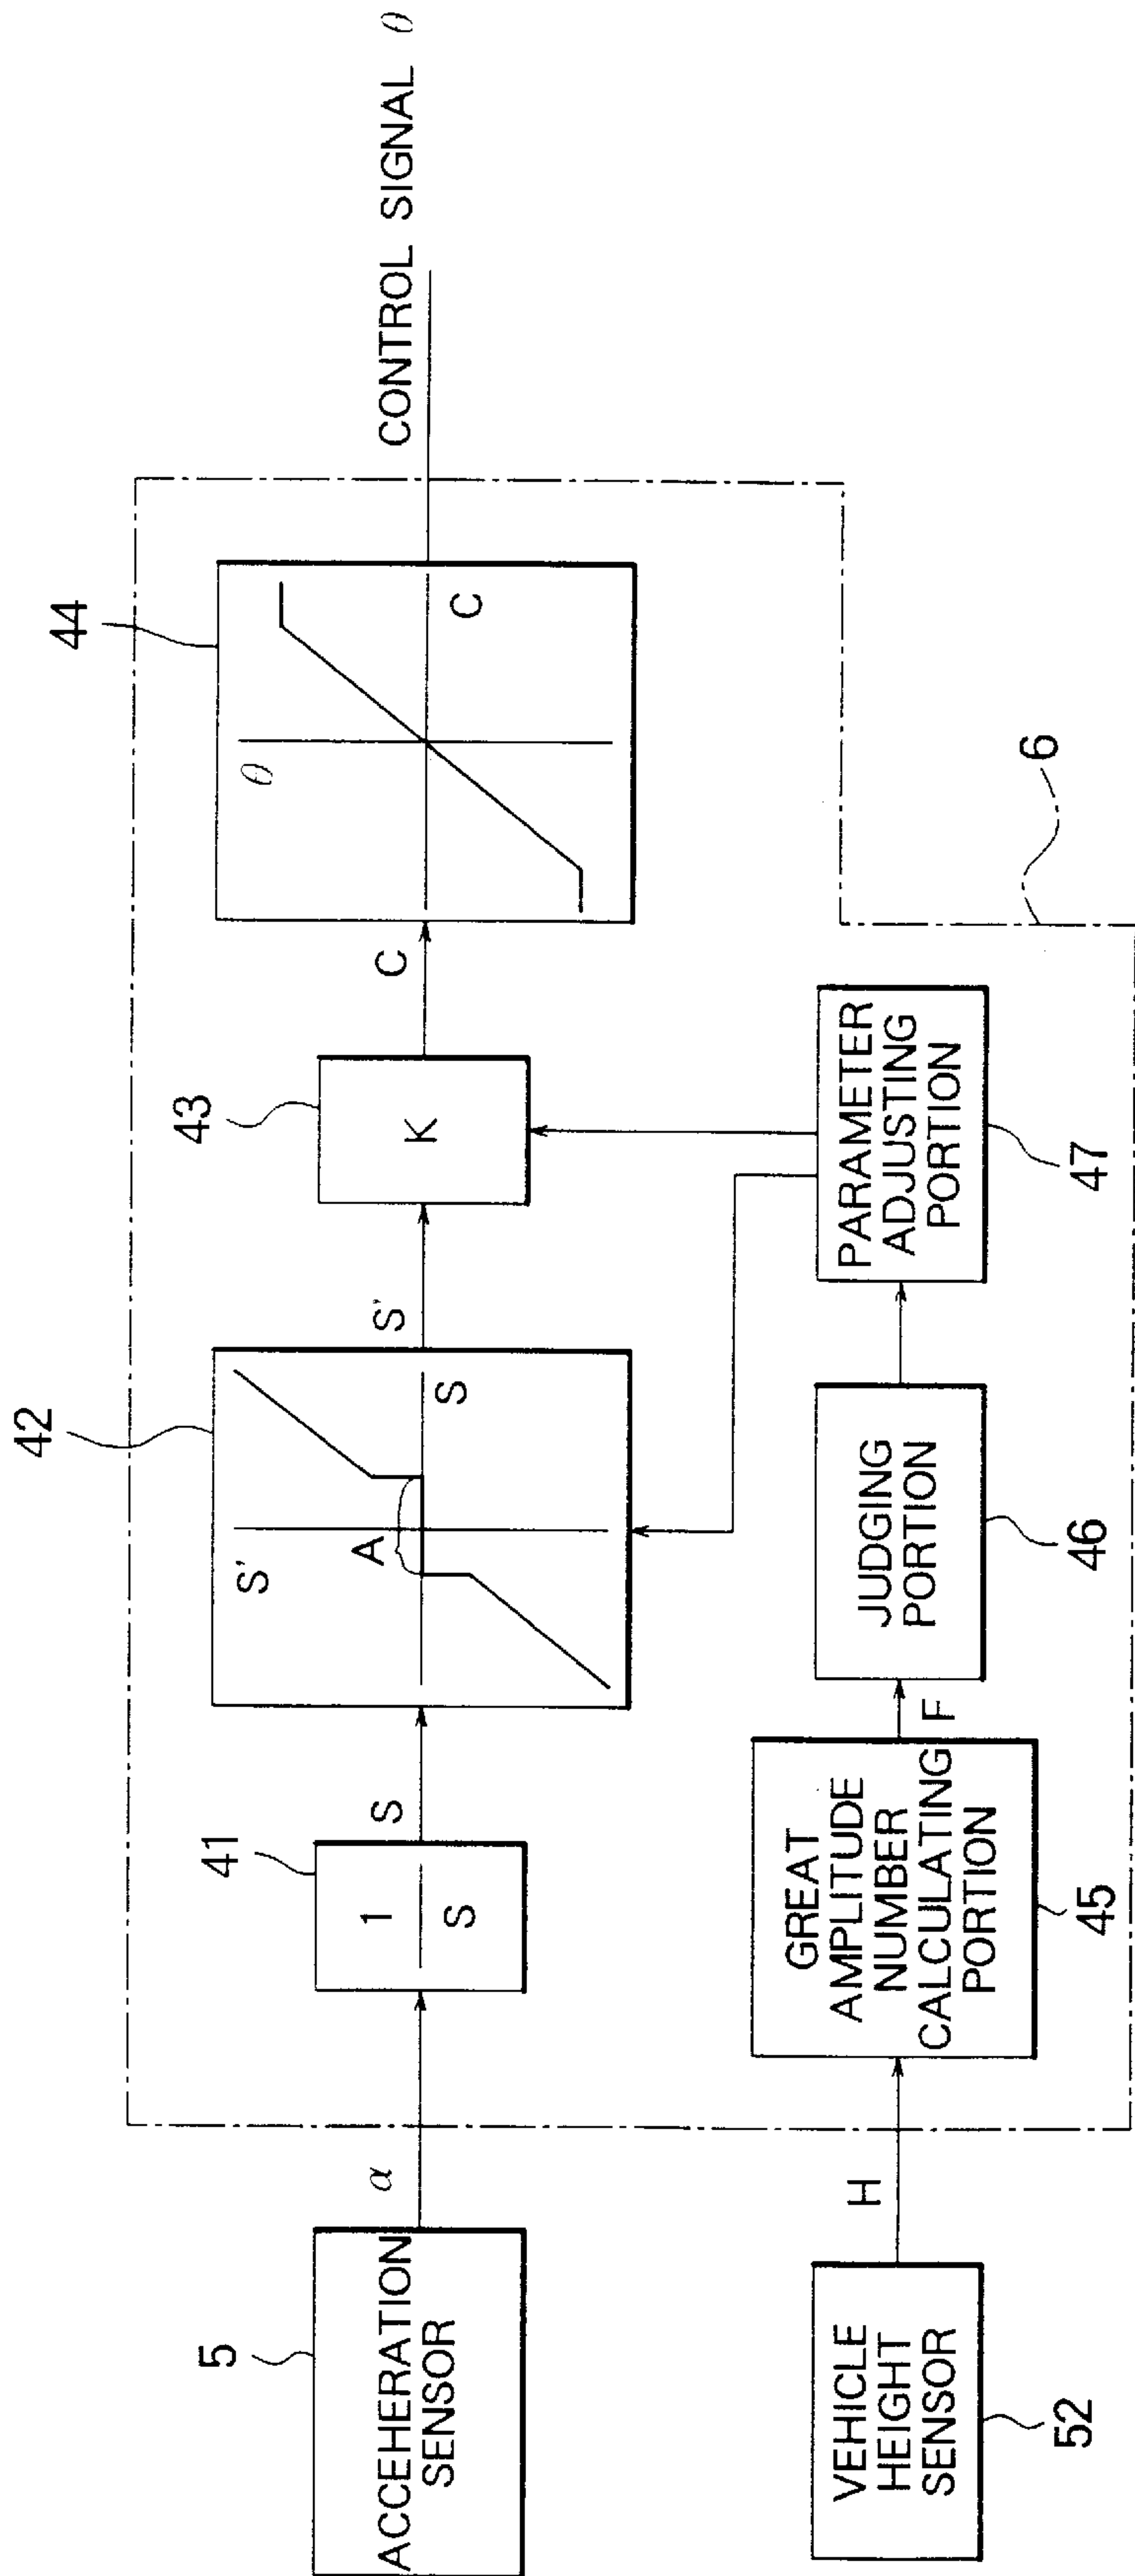 5
ACCEHERATION
SENSOR
α
41
1
S
S
42
S'
A
S
S'
43
K
C
44
θ
C
CONTROL SIGNAL θ
52
VEHICLE
HEIGHT
SENSOR
H
45
GREAT
AMPLITUDE
NUMBER
CALCULATING
PORTION
F
46
JUDGING
PORTION
47
PARAMETER
ADJUSTING
PORTION
6